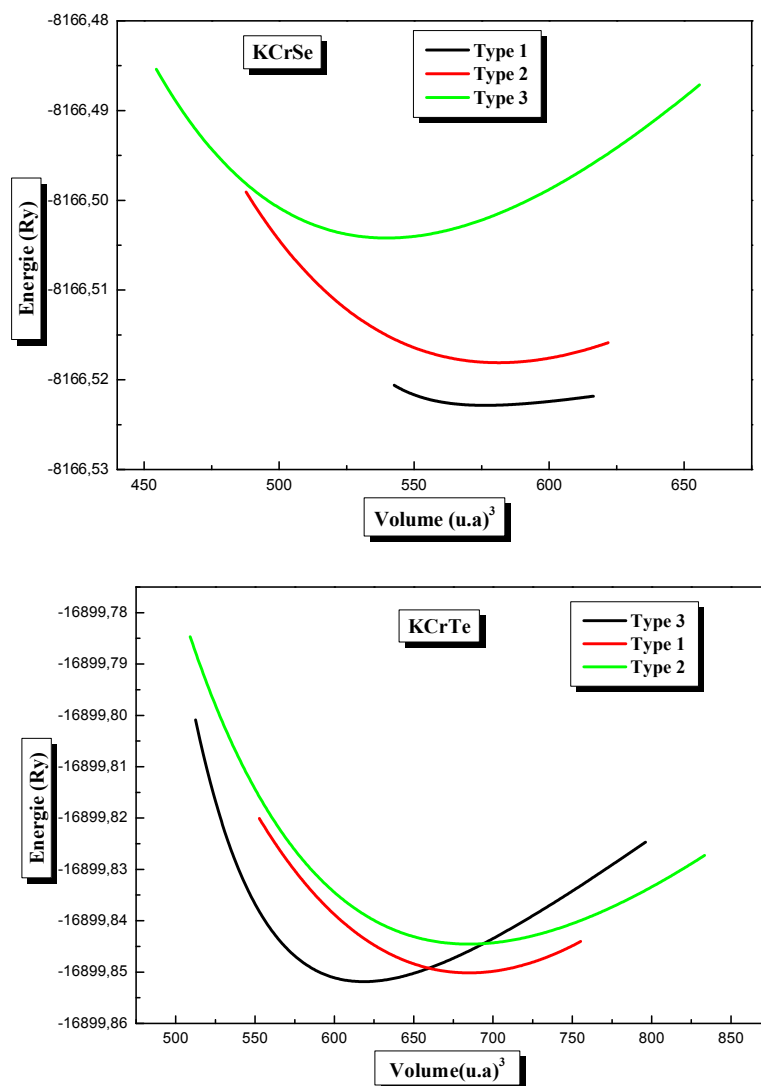 KCrSe
Type 1
Type 2
Type 3
Energie (Ry)
-8166,48
-8166,49
-8166,50
-8166,51
-8166,52
-8166,53
450 500 550 600 650
Volume (u.a)³
KCrTe
Type 3
Type 1
Type 2
Energie (Ry)
-16899,78
-16899,79
-16899,80
-16899,81
-16899,82
-16899,83
-16899,84
-16899,85
-16899,86
500 550 600 650 700 750 800 850
Volume(u.a)³